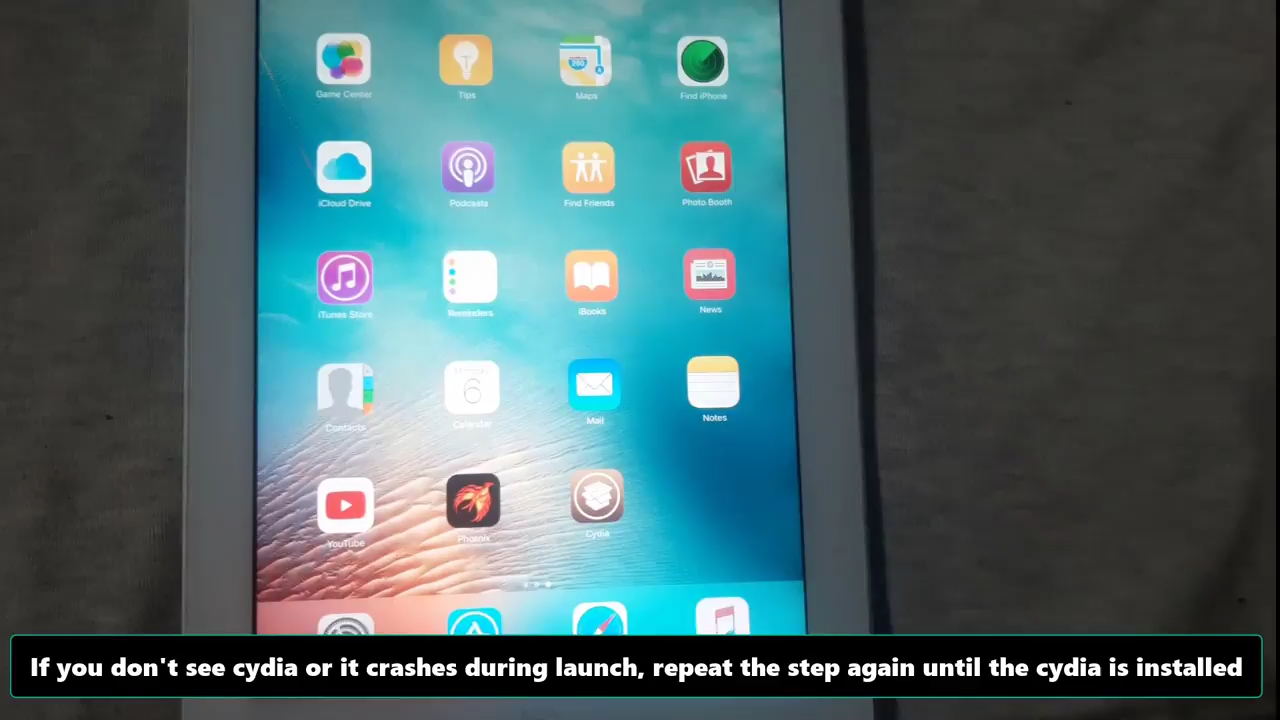 Game Center
Tips
Maps
Find iPhone
iCloud Drive
Podcasts
Find Friends
Photo Booth
iTunes Store
Reminders
iBooks
News
Contacts
6
Calendar
Mail
Notes
YouTube
Phoenix
Cydia
If you don't see cydia or it crashes during launch, repeat the step again until the cydia is installed